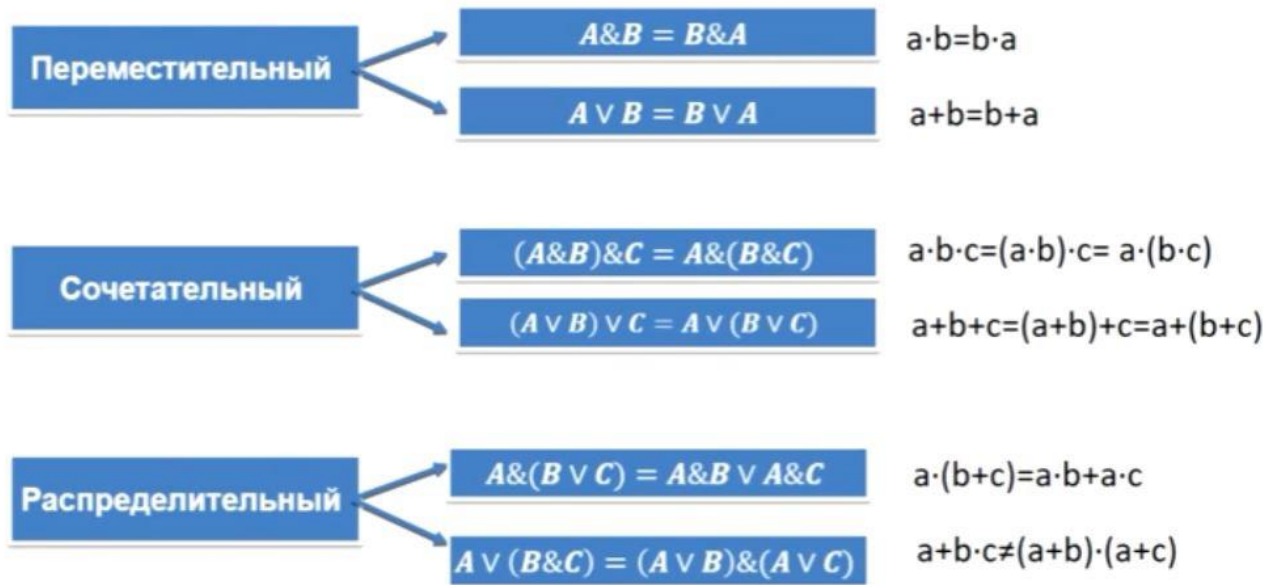 Переместительный
A&B = B&A
a·b=b·a
A ∨ B = B ∨ A
a+b=b+a
Сочетательный
(A&B)&C = A&(B&C)
a·b·c=(a·b)·c= a·(b·c)
(A ∨ B) ∨ C = A ∨ (B ∨ C)
a+b+c=(a+b)+c=a+(b+c)
Распределительный
A&(B ∨ C) = A&B ∨ A&C
a·(b+c)=a·b+a·c
A ∨ (B&C) = (A ∨ B)&(A ∨ C)
a+b·c≠(a+b)·(a+c)